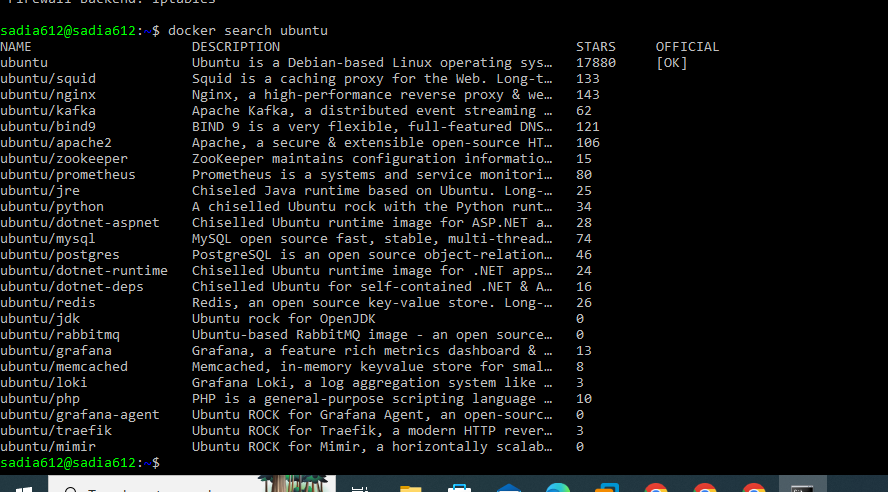 Firewall Backend: iptables
sadia612@sadia612:~$ docker search ubuntu
NAME DESCRIPTION STARS OFFICIAL
ubuntu Ubuntu is a Debian-based Linux operating sys… 17880 [OK]
ubuntu/squid Squid is a caching proxy for the Web. Long-t… 133
ubuntu/nginx Nginx, a high-performance reverse proxy & we… 143
ubuntu/kafka Apache Kafka, a distributed event streaming … 62
ubuntu/bind9 BIND 9 is a very flexible, full-featured DNS… 121
ubuntu/apache2 Apache, a secure & extensible open-source HT… 106
ubuntu/zookeeper ZooKeeper maintains configuration informatio… 15
ubuntu/prometheus Prometheus is a systems and service monitori… 80
ubuntu/jre Chiseled Java runtime based on Ubuntu. Long-… 25
ubuntu/python A chiselled Ubuntu rock with the Python runt… 34
ubuntu/dotnet-aspnet Chiselled Ubuntu runtime image for ASP.NET a… 28
ubuntu/mysql MySQL open source fast, stable, multi-thread… 74
ubuntu/postgres PostgreSQL is an open source object-relation… 46
ubuntu/dotnet-runtime Chiselled Ubuntu runtime image for .NET apps… 24
ubuntu/dotnet-deps Chiselled Ubuntu for self-contained .NET & A… 16
ubuntu/redis Redis, an open source key-value store. Long-… 26
ubuntu/jdk Ubuntu rock for OpenJDK 0
ubuntu/rabbitmq Ubuntu-based RabbitMQ image - an open source… 0
ubuntu/grafana Grafana, a feature rich metrics dashboard & … 13
ubuntu/memcached Memcached, in-memory keyvalue store for smal… 8
ubuntu/loki Grafana Loki, a log aggregation system like … 3
ubuntu/php PHP is a general-purpose scripting language … 10
ubuntu/grafana-agent Ubuntu ROCK for Grafana Agent, an open-sourc… 0
ubuntu/traefik Ubuntu ROCK for Traefik, a modern HTTP rever… 3
ubuntu/mimir Ubuntu ROCK for Mimir, a horizontally scalab… 0
sadia612@sadia612:~$